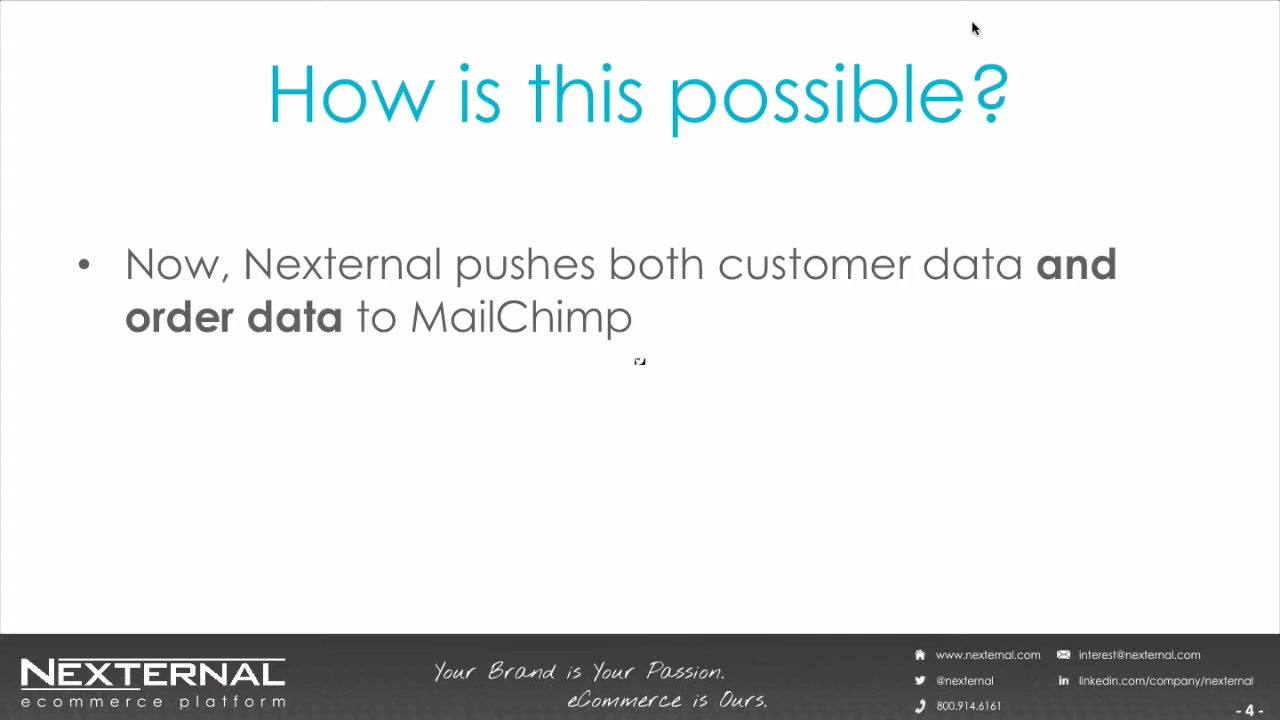 How is this possible?
• Now, Nexternal pushes both customer data and
order data to MailChimp
NEXTERNAL
ecommerce platform
Your Brand is Your Passion.
eCommerce is Ours.
www.nexternal.com
interest@nexternal.com
@nexternal
linkedin.com/company/nexternal
800.914.6161
- 4 -